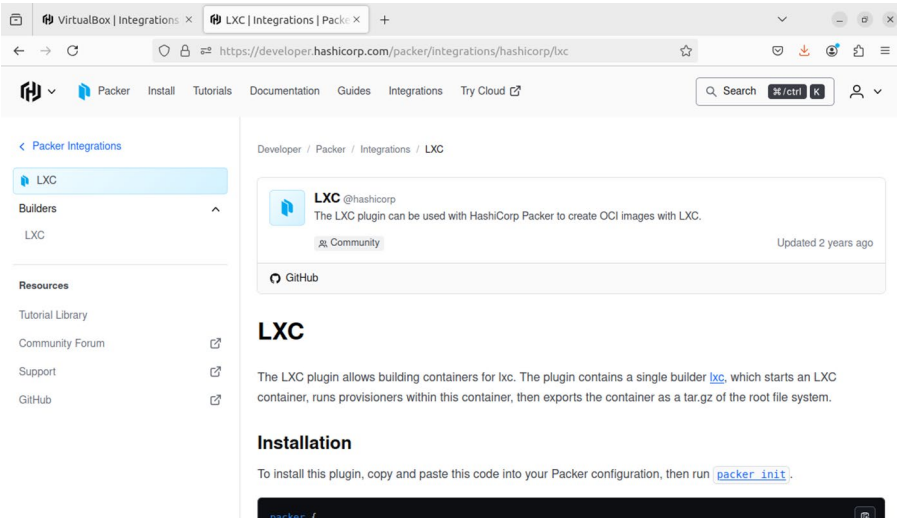 VirtualBox | Integrations
LXC | Integrations | Packe
https://developer.hashicorp.com/packer/integrations/hashicorp/lxc
Packer Install Tutorials Documentation Guides Integrations Try Cloud
Search ⌘/ctrl K
Packer Integrations
LXC
Builders
LXC
Resources
Tutorial Library
Community Forum
Support
GitHub
Developer / Packer / Integrations / LXC
LXC @hashicorp
The LXC plugin can be used with HashiCorp Packer to create OCI images with LXC.
Community
Updated 2 years ago
GitHub
LXC
The LXC plugin allows building containers for lxc. The plugin contains a single builder lxc, which starts an LXC
container, runs provisioners within this container, then exports the container as a tar.gz of the root file system.
Installation
To install this plugin, copy and paste this code into your Packer configuration, then run packer init.
packer {